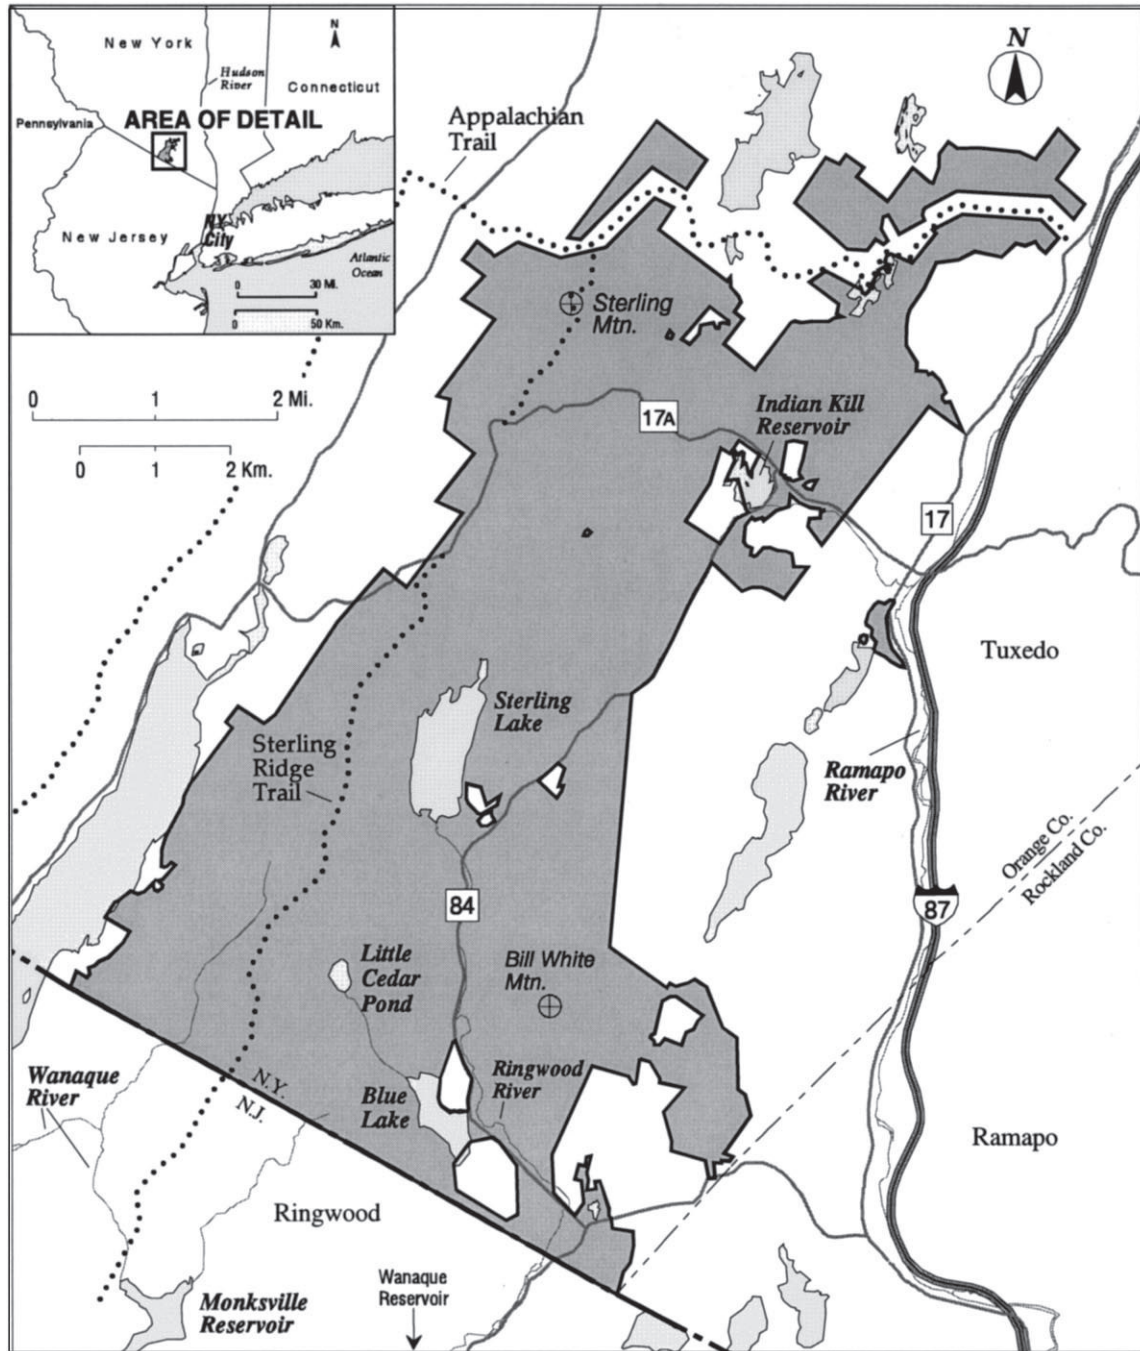 New York
N
Hudson
River
Connecticut
Pennsylvania
AREA OF DETAIL
New Jersey
NY
City
Atlantic
Ocean
0 30 Mi.
0 50 Km.
N
Appalachian
Trail
Sterling
Mtn.
0 1 2 Mi.
0 1 2 Km.
17A
Indian Kill
Reservoir
17
Tuxedo
Sterling
Lake
Sterling
Ridge
Trail
Ramapo
River
Orange Co.
Rockland Co.
84
87
Little
Cedar
Pond
Bill White
Mtn.
Wanaque
River
N.Y.
N.J.
Blue
Lake
Ringwood
River
Ramapo
Ringwood
Wanaque
Reservoir
Monksville
Reservoir